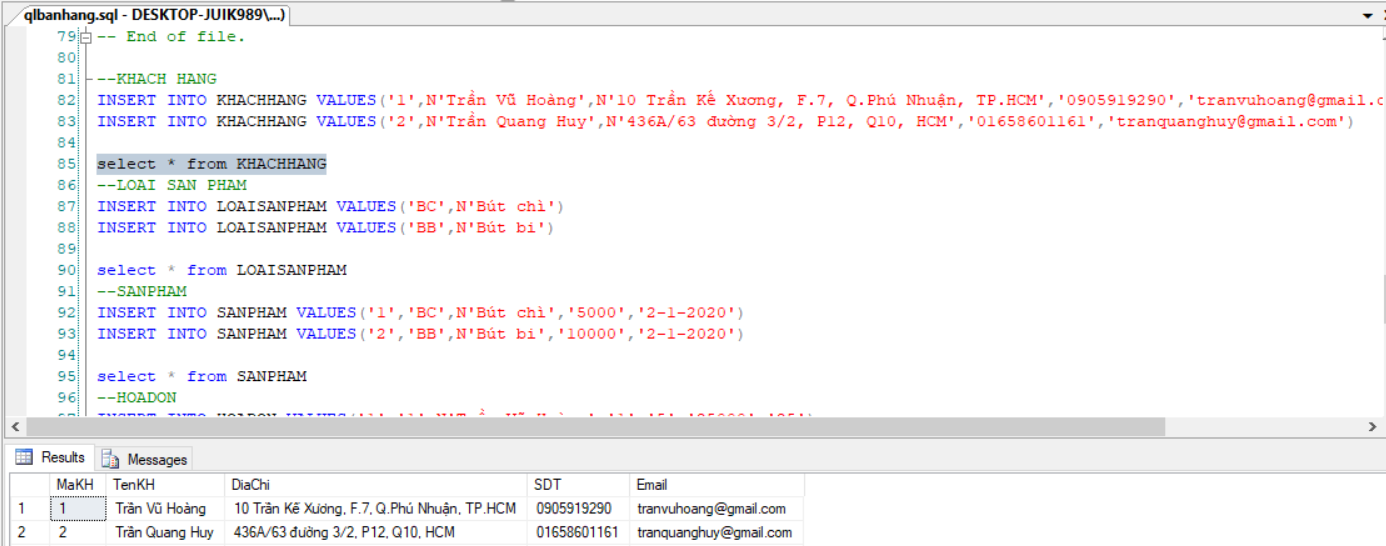 qlbanhang.sql - DESKTOP-JUIK989\...)
79 -- End of file.
80
81 --KHACH HANG
82 INSERT INTO KHACHHANG VALUES('1',N'Trần Vũ Hoàng',N'10 Trần Kế Xương, F.7, Q.Phú Nhuận, TP.HCM','0905919290','tranvuhoang@gmail.c
83 INSERT INTO KHACHHANG VALUES('2',N'Trần Quang Huy',N'436A/63 đường 3/2, P12, Q10, HCM','01658601161','tranquanghuy@gmail.com')
84
85 select * from KHACHHANG
86 --LOAI SAN PHAM
87 INSERT INTO LOAISANPHAM VALUES('BC',N'Bút chì')
88 INSERT INTO LOAISANPHAM VALUES('BB',N'Bút bi')
89
90 select * from LOAISANPHAM
91 --SANPHAM
92 INSERT INTO SANPHAM VALUES('1','BC',N'Bút chì','5000','2-1-2020')
93 INSERT INTO SANPHAM VALUES('2','BB',N'Bút bi','10000','2-1-2020')
94
95 select * from SANPHAM
96 --HOADON
Results Messages
MaKH TenKH DiaChi SDT Email
1 1 Trần Vũ Hoàng 10 Trần Kế Xương, F.7, Q.Phú Nhuận, TP.HCM 0905919290 tranvuhoang@gmail.com
2 2 Trần Quang Huy 436A/63 đường 3/2, P12, Q10, HCM 01658601161 tranquanghuy@gmail.com